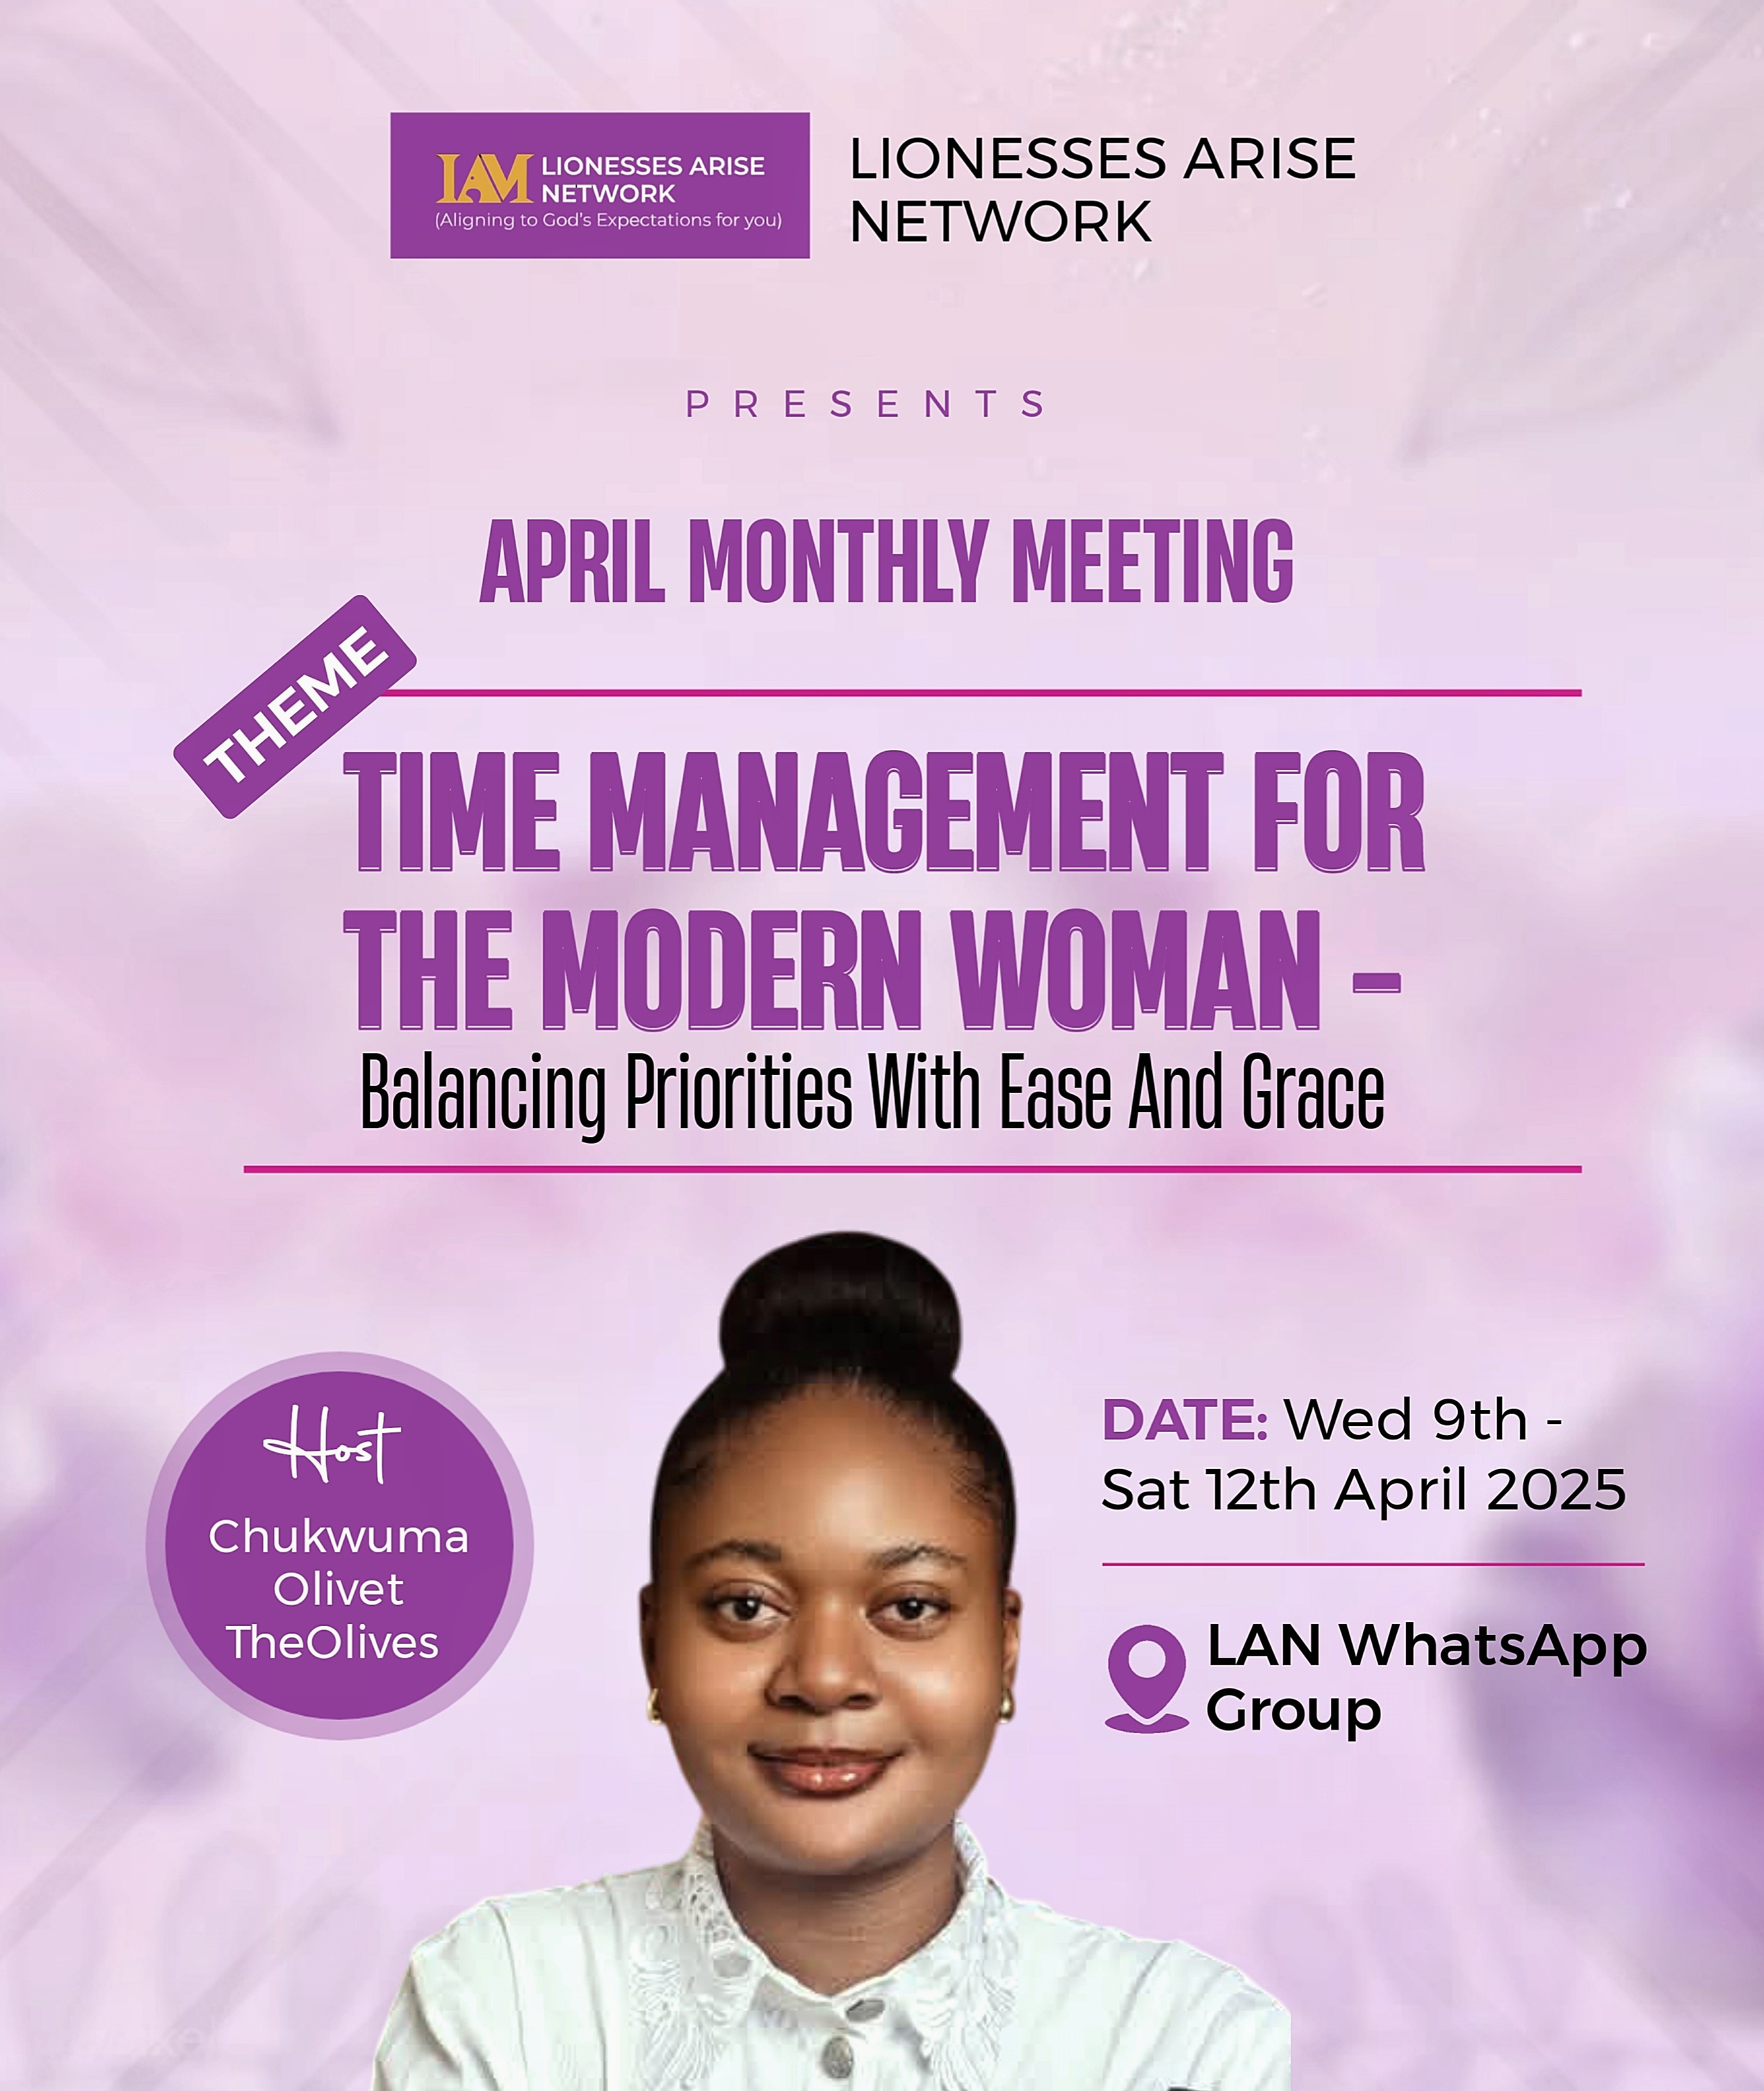 IAM LIONESSES ARISE
NETWORK
(Aligning to God's Expectations for you)
LIONESSES ARISE
NETWORK
PRESENTS
APRIL MONTHLY MEETING
THEME
TIME MANAGEMENT FOR
THE MODERN WOMAN -
Balancing Priorities With Ease And Grace
Host
Chukwuma
Olivet
TheOlives
DATE: Wed 9th -
Sat 12th April 2025
LAN WhatsApp
Group